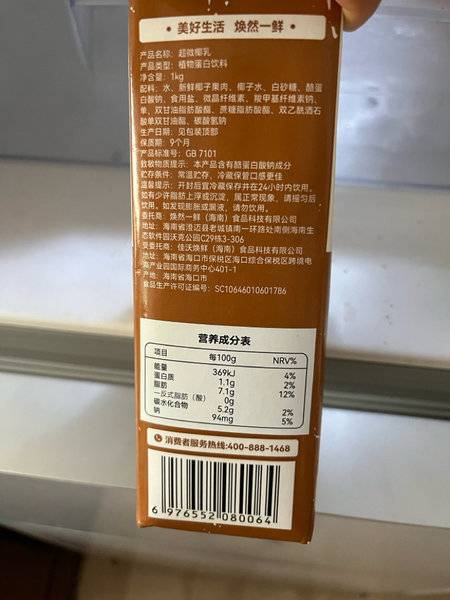 • 美好生活 焕然一鲜 •
产品名称：超微椰乳
产品类型：植物蛋白饮料
净含量：1kg
配料：水、新鲜椰子果肉、椰子水、白砂糖、酪蛋
白酸钠、食用盐、微晶纤维素、羧甲基纤维素钠、
单，双甘油脂肪酸酯、蔗糖脂肪酸酯、双乙酰酒石
酸单双甘油酯、碳酸氢钠
生产日期：见包装顶部
保质期：9个月
产品标准号：GB 7101
致敏物质提示：本产品含有酪蛋白酸钠成分
贮存条件：常温贮存、冷藏保管口感更佳
温馨提示：开封后宜冷藏保存并在24小时内饮用。
如有少许脂肪上浮或沉淀，属正常现象，请摇匀后
饮用。如发现膨胀或漏液，请勿饮用。
委托商：焕然一鲜（海南）食品科技有限公司
地址：海南省澄迈县老城镇南一环路处南侧海南生
态软件园沃克公园C29栋3-306
受委托商：佳沃焕鲜（海南）食品科技有限公司
地址：海南省海口市保税区海口综合保税区跨境电
商产业园国际商务中心401-1
产地：海南省海口市
食品生产许可证编号：SC10646010601786
营养成分表
项目 每100g NRV%
能量 369kJ 4%
蛋白质 1.1g 2%
脂肪 7.1g 12%
—反式脂肪（酸） 0g
碳水化合物 5.2g 2%
钠 94mg 5%
消费者服务热线:400-888-1468
6 976552 080064